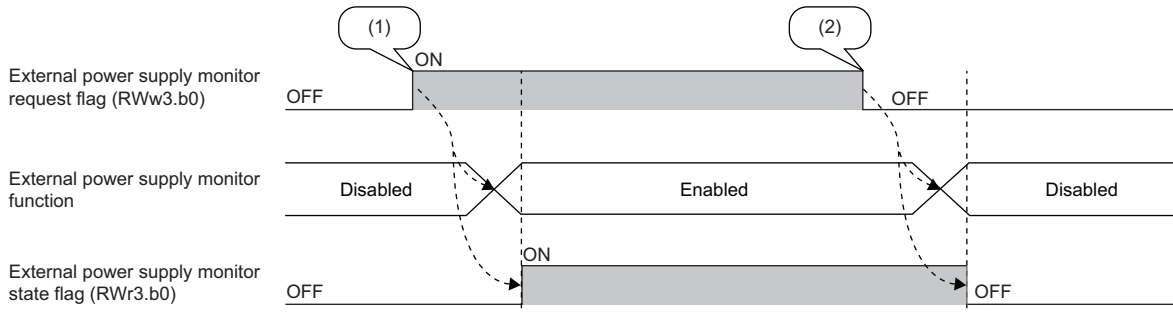 (1)
(2)
External power supply monitor
request flag (RWw3.b0)
OFF
ON
OFF
External power supply monitor
function
Disabled
Enabled
Disabled
External power supply monitor
state flag (RWr3.b0)
OFF
ON
OFF